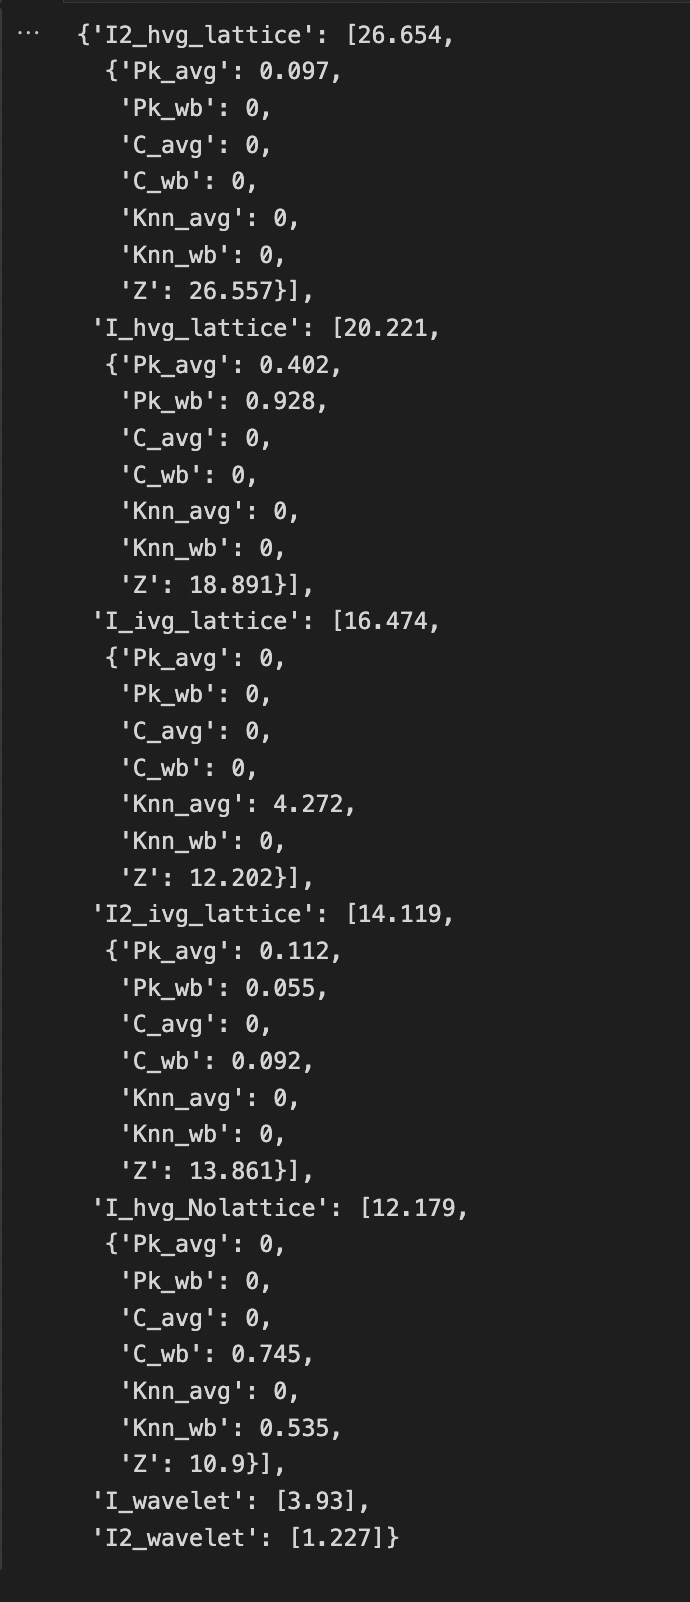 ...
{'I2_hvg_lattice': [26.654,
{'Pk_avg': 0.097,
'Pk_wb': 0,
'C_avg': 0,
'C_wb': 0,
'Knn_avg': 0,
'Knn_wb': 0,
'Z': 26.557}],
'I_hvg_lattice': [20.221,
{'Pk_avg': 0.402,
'Pk_wb': 0.928,
'C_avg': 0,
'C_wb': 0,
'Knn_avg': 0,
'Knn_wb': 0,
'Z': 18.891}],
'I_ivg_lattice': [16.474,
{'Pk_avg': 0,
'Pk_wb': 0,
'C_avg': 0,
'C_wb': 0,
'Knn_avg': 4.272,
'Knn_wb': 0,
'Z': 12.202}],
'I2_ivg_lattice': [14.119,
{'Pk_avg': 0.112,
'Pk_wb': 0.055,
'C_avg': 0,
'C_wb': 0.092,
'Knn_avg': 0,
'Knn_wb': 0,
'Z': 13.861}],
'I_hvg_Nolattice': [12.179,
{'Pk_avg': 0,
'Pk_wb': 0,
'C_avg': 0,
'C_wb': 0.745,
'Knn_avg': 0,
'Knn_wb': 0.535,
'Z': 10.9}],
'I_wavelet': [3.93],
'I2_wavelet': [1.227]}